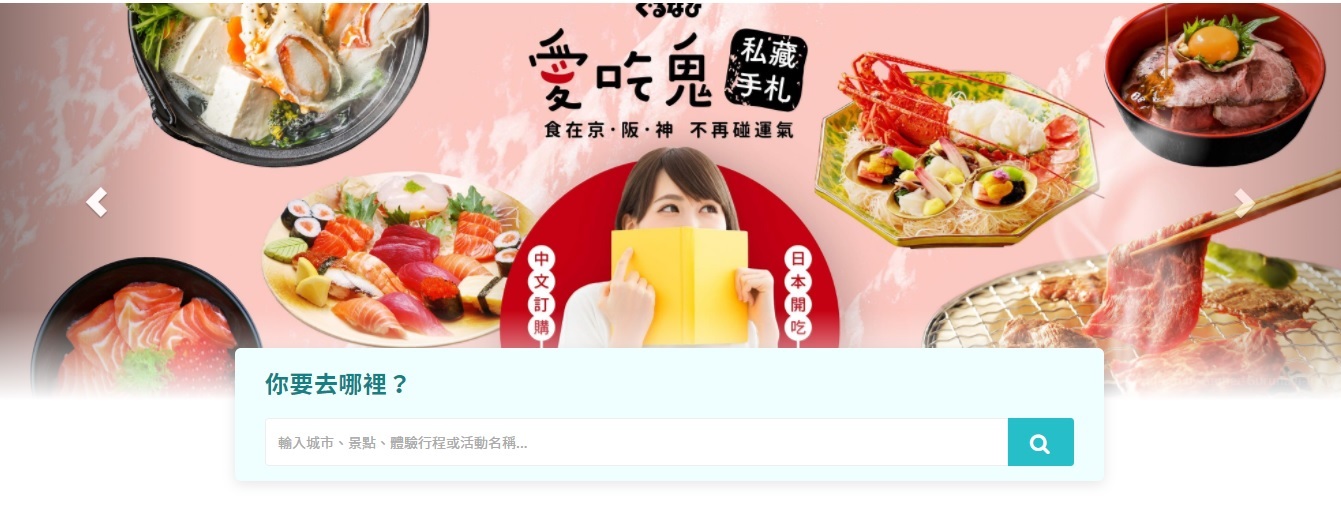 ぐるなび
愛吃鬼
私藏
手札
食在京·阪·神 不再碰運氣
中文訂購
日本開吃
你要去哪裡？
輸入城市、景點、體驗行程或活動名稱...